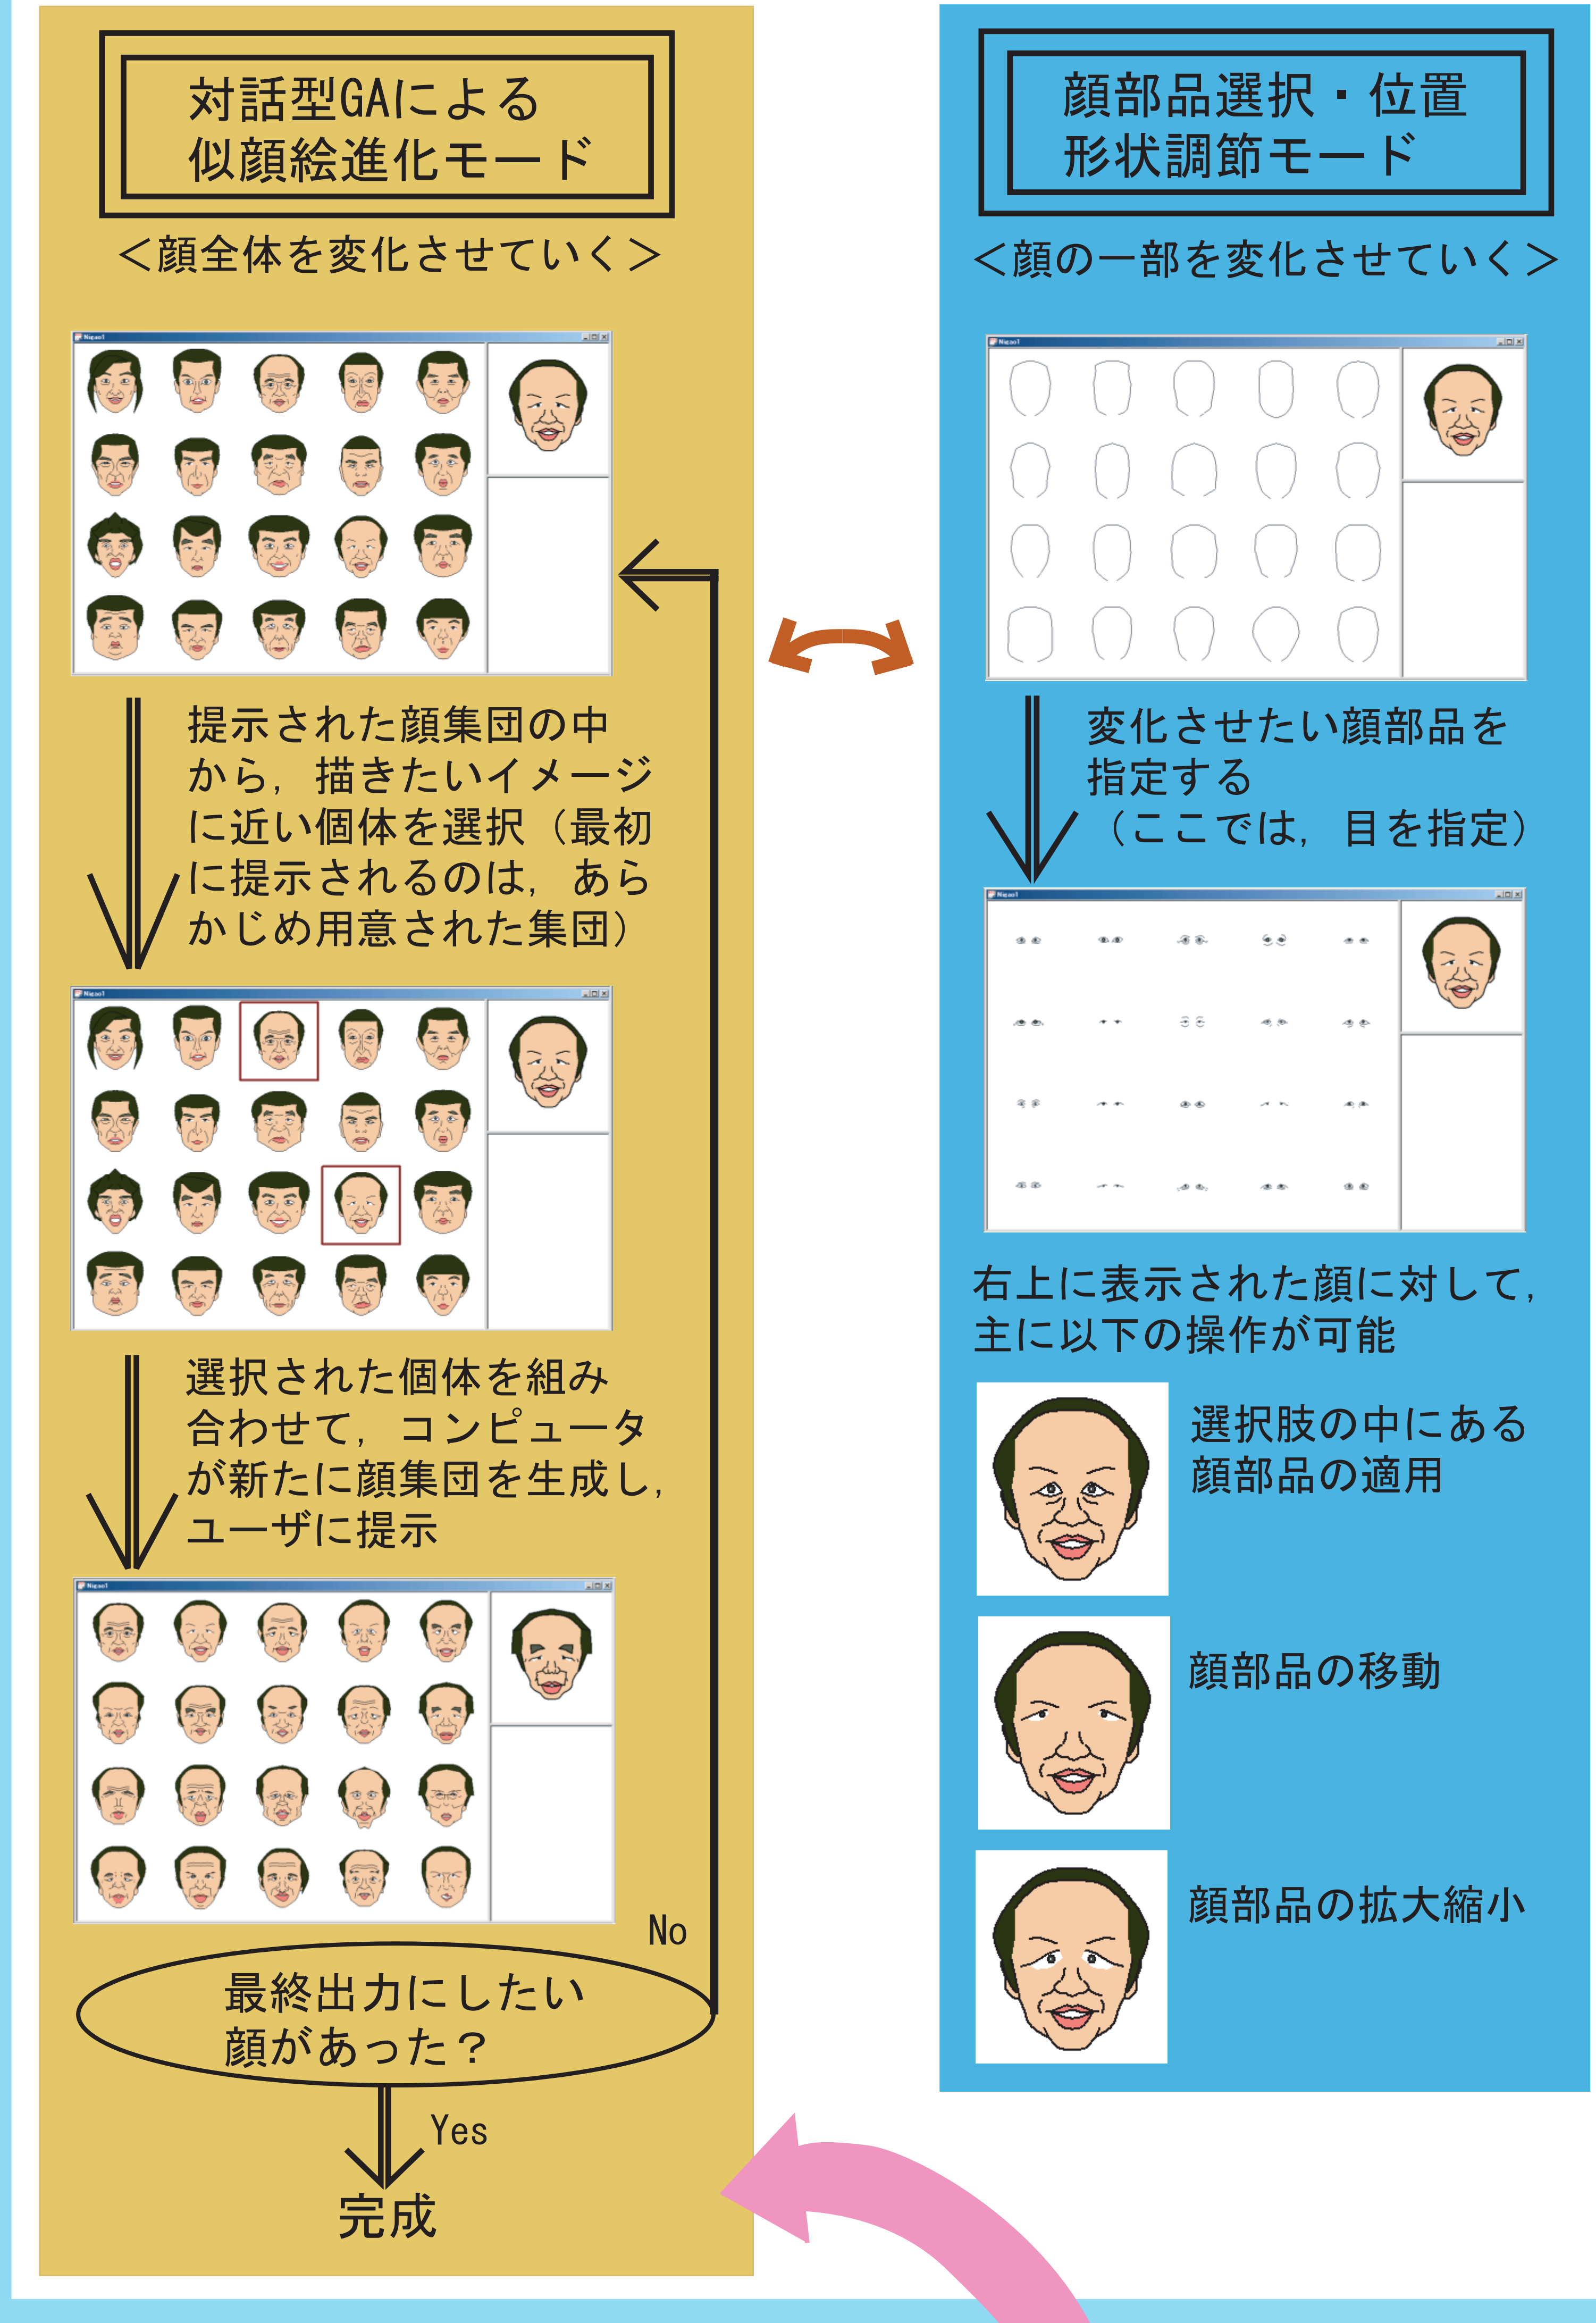 対話型GAによる
似顔絵進化モード
＜顔全体を変化させていく＞
Nigao1
提示された顔集団の中
から，描きたいイメージ
に近い個体を選択（最初
に提示されるのは，あら
かじめ用意された集団）
Nigao1
選択された個体を組み
合わせて，コンピュータ
が新たに顔集団を生成し，
ユーザに提示
Nigao1
No
最終出力にしたい
顔があった？
Yes
完成
顔部品選択・位置
形状調節モード
＜顔の一部を変化させていく＞
Nigao1
変化させたい顔部品を
指定する
（ここでは，目を指定）
Nigao1
右上に表示された顔に対して，
主に以下の操作が可能
選択肢の中にある
顔部品の適用
顔部品の移動
顔部品の拡大縮小